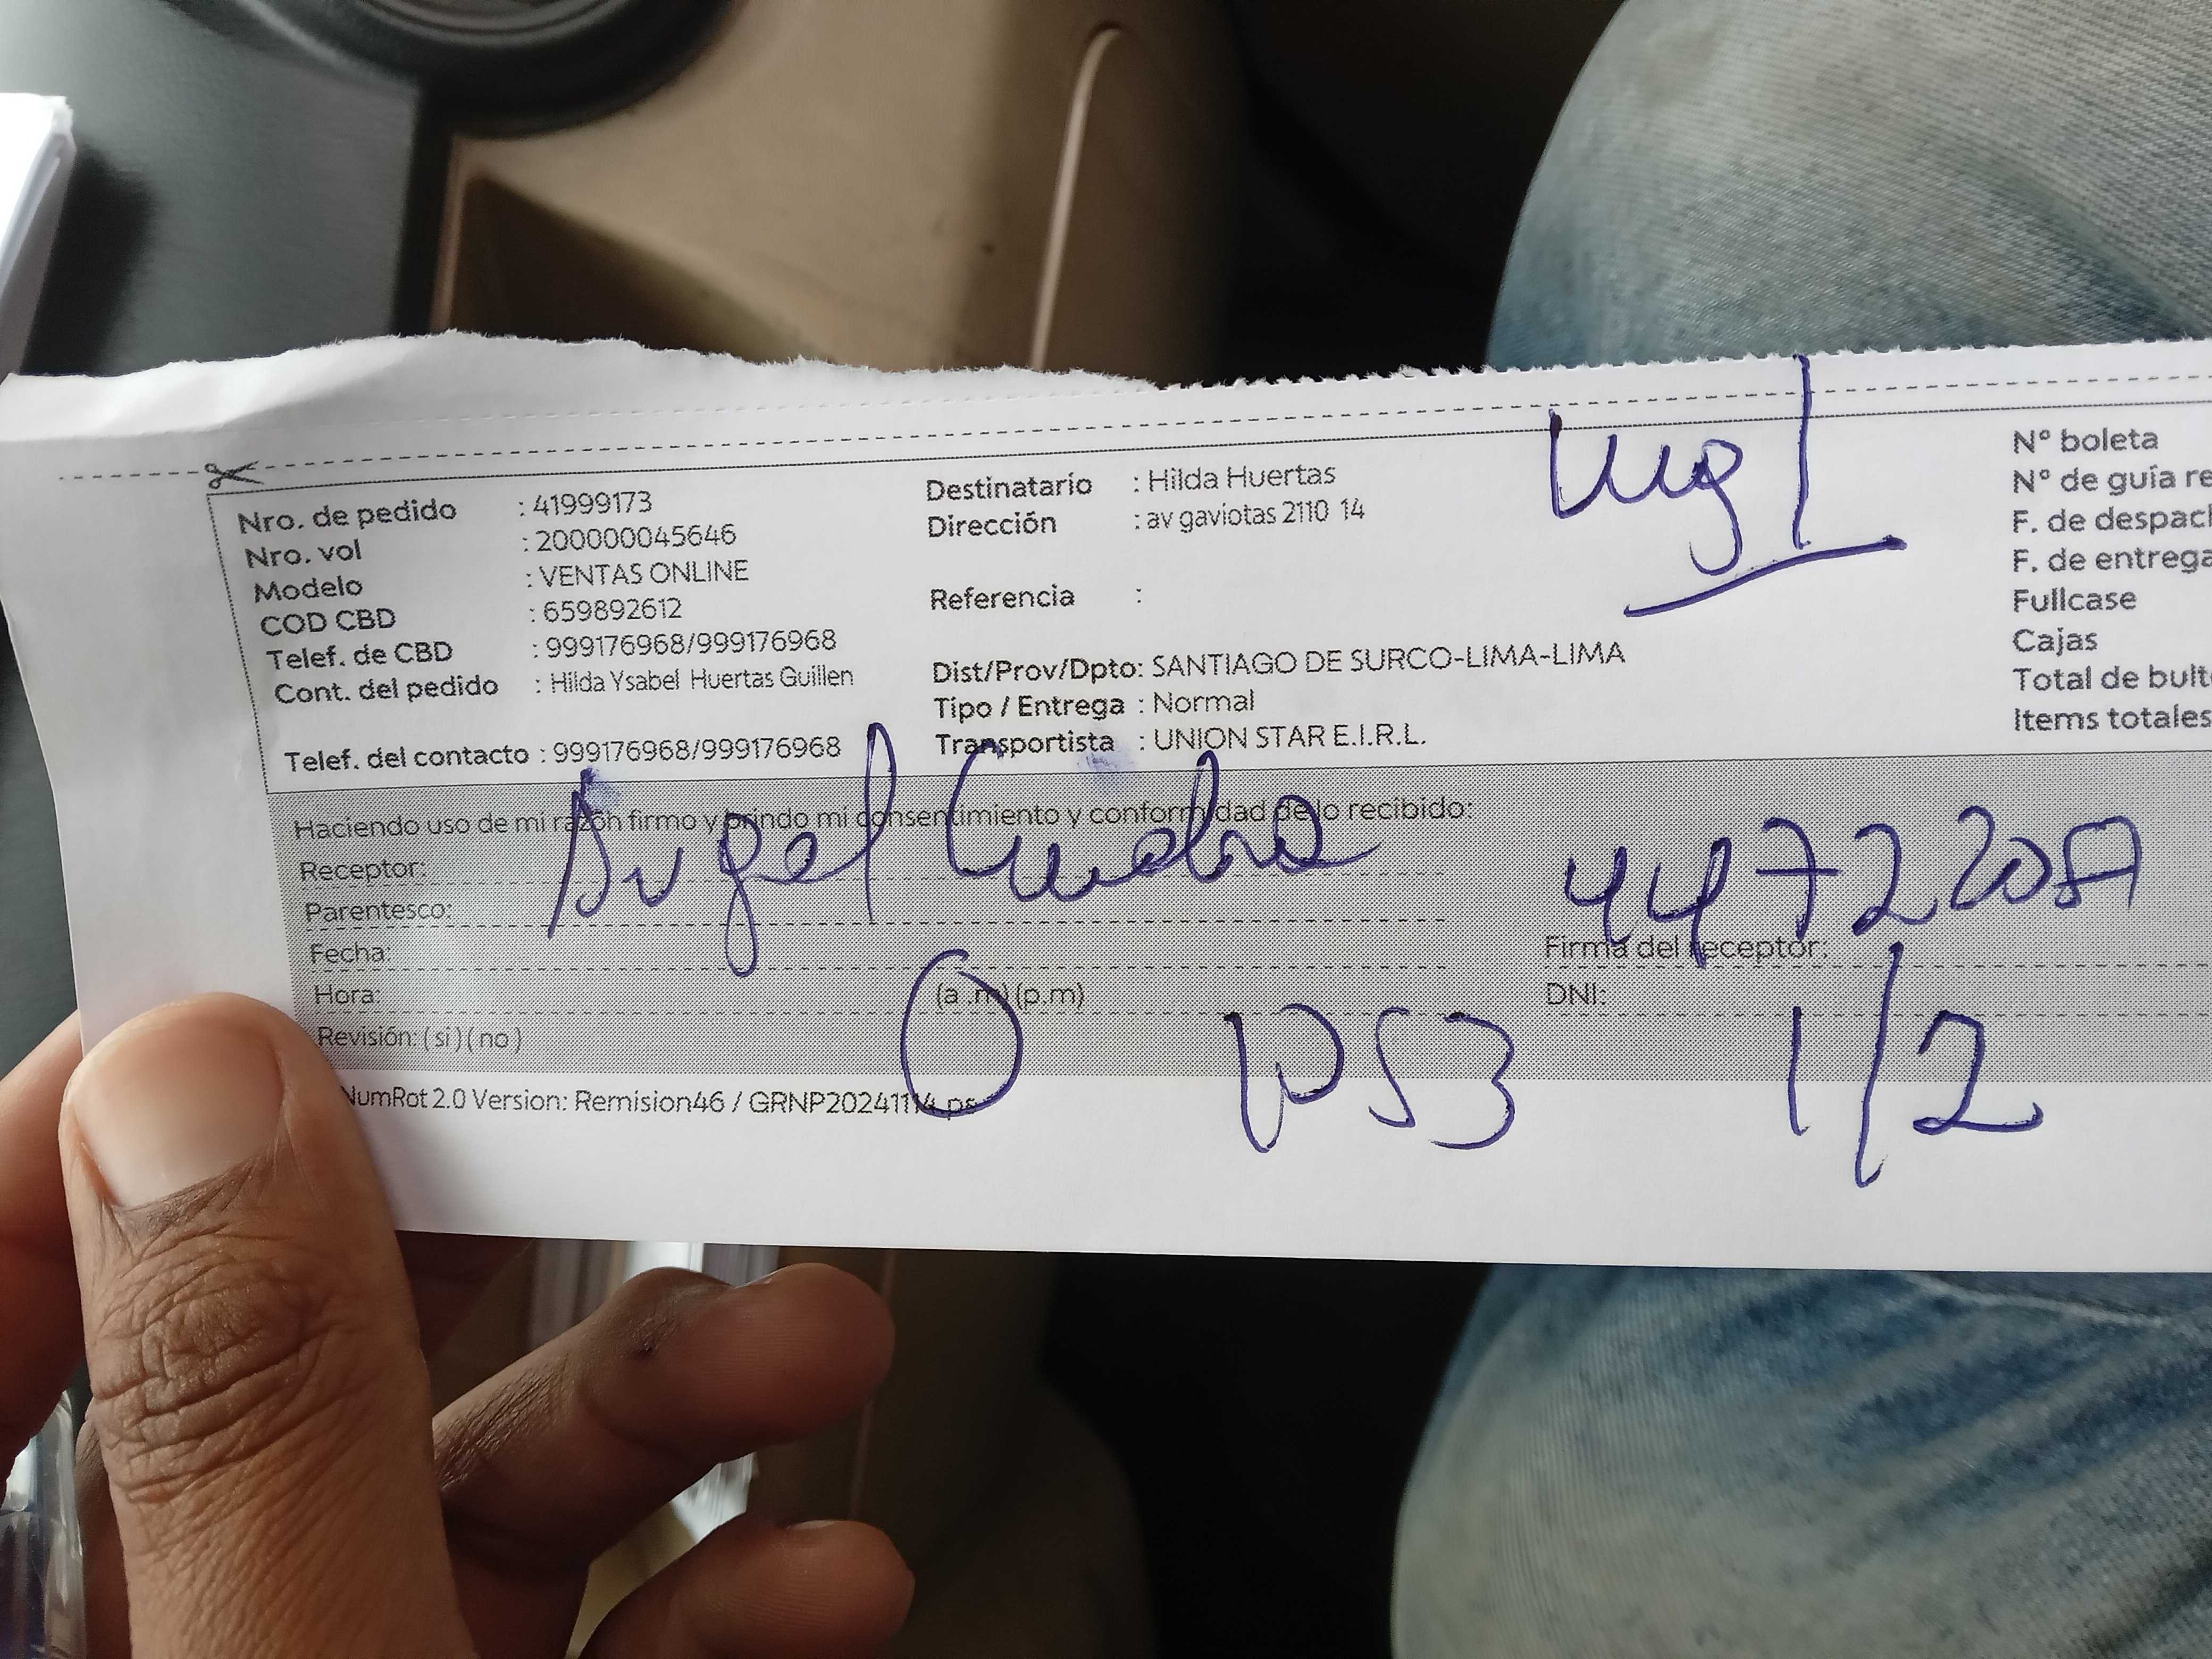 Nro. de pedido : 41999173
Nro. vol : 200000045646
Modelo : VENTAS ONLINE
COD CBD : 659892612
Telef. de CBD : 999176968/999176968
Cont. del pedido : Hilda Ysabel Huertas Guillen
Telef. del contacto : 999176968/999176968
Destinatario : Hilda Huertas
Dirección : av gaviotas 2110 14
Referencia :
Dist/Prov/Dpto: SANTIAGO DE SURCO-LIMA-LIMA
Tipo / Entrega : Normal
Transportista : UNION STAR E.I.R.L.
N° boleta
N° de guía re
F. de despach
F. de entrega
Fullcase
Cajas
Total de bulto
Items totales
Haciendo uso de mi razón firmo y brindo mi consentimiento y conformidad de lo recibido:
Receptor: Angel
Parentesco:
Fecha:
Hora: (a .m) (p.m)
Revisión: ( si ) ( no )
Firma del receptor:
DNI:
1/2
NumRot 2.0 Version: Remision46 / GRNP20241114.ps